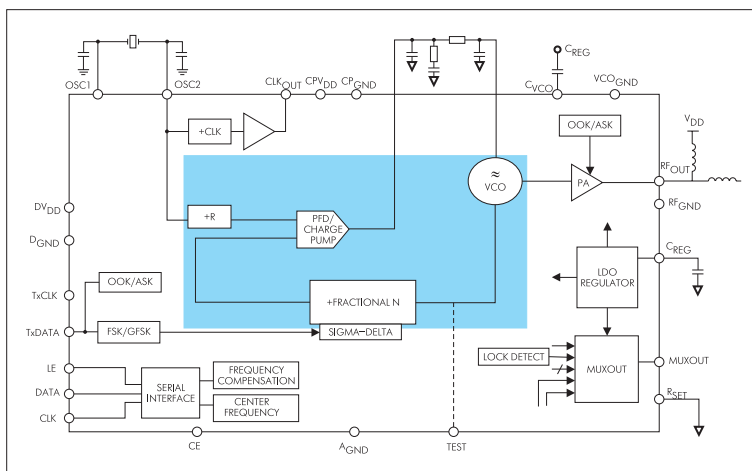 OSC1
OSC2
CLKOUT
CPVDD
CPGND
CREG
CVCO
VCOGND
+CLK
OOK/ASK
VDD
RFOUT
≈
VCO
PA
RFGND
DVDD
+R
PFD/
CHARGE
PUMP
DGND
CREG
LDO
REGULATOR
OOK/ASK
TxCLK
+FRACTIONAL N
TxDATA
FSK/GFSK
SIGMA–DELTA
LE
FREQUENCY
COMPENSATION
LOCK DETECT
MUXOUT
MUXOUT
DATA
SERIAL
INTERFACE
CENTER
FREQUENCY
CLK
RSET
CE
AGND
TEST